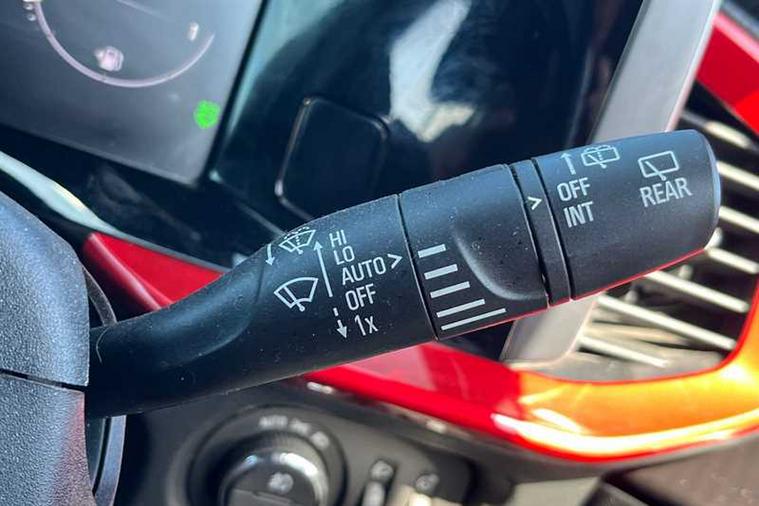 HI
LO
AUTO >
OFF
1x
>
OFF
INT
REAR